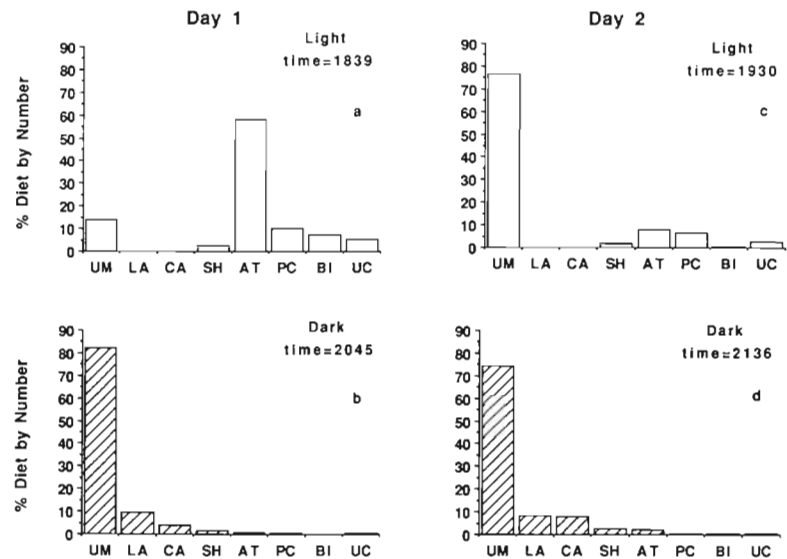 Day 1
Day 2
% Diet by Number
90
80
70
60
50
40
30
20
10
0
Light
time=1839
a
UM LA CA SH AT PC BI UC
90
80
70
60
50
40
30
20
10
0
Light
time=1930
c
UM LA CA SH AT PC BI UC
% Diet by Number
90
80
70
60
50
40
30
20
10
0
Dark
time=2045
b
UM LA CA SH AT PC BI UC
90
80
70
60
50
40
30
20
10
0
Dark
time=2136
d
UM LA CA SH AT PC BI UC